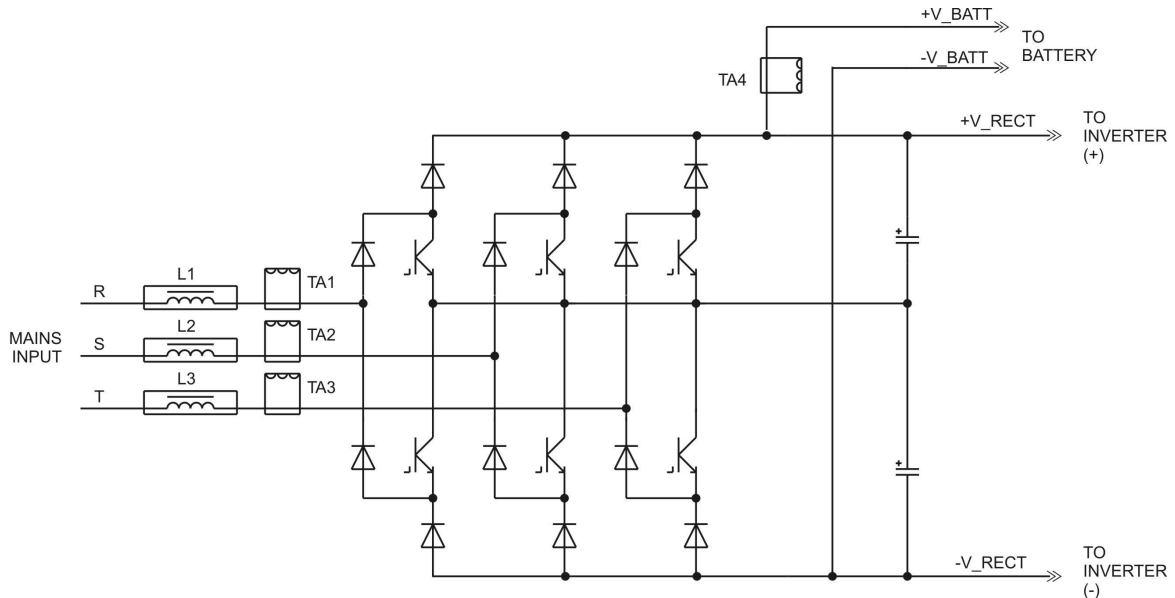 +V_BATT
TO
BATTERY
-V_BATT
TA4
+V_RECT
TO
INVERTER
(+)
+
L1
TA1
R
L2
MAINS
INPUT
S
TA2
L3
TA3
T
+
-V_RECT
TO
INVERTER
(-)